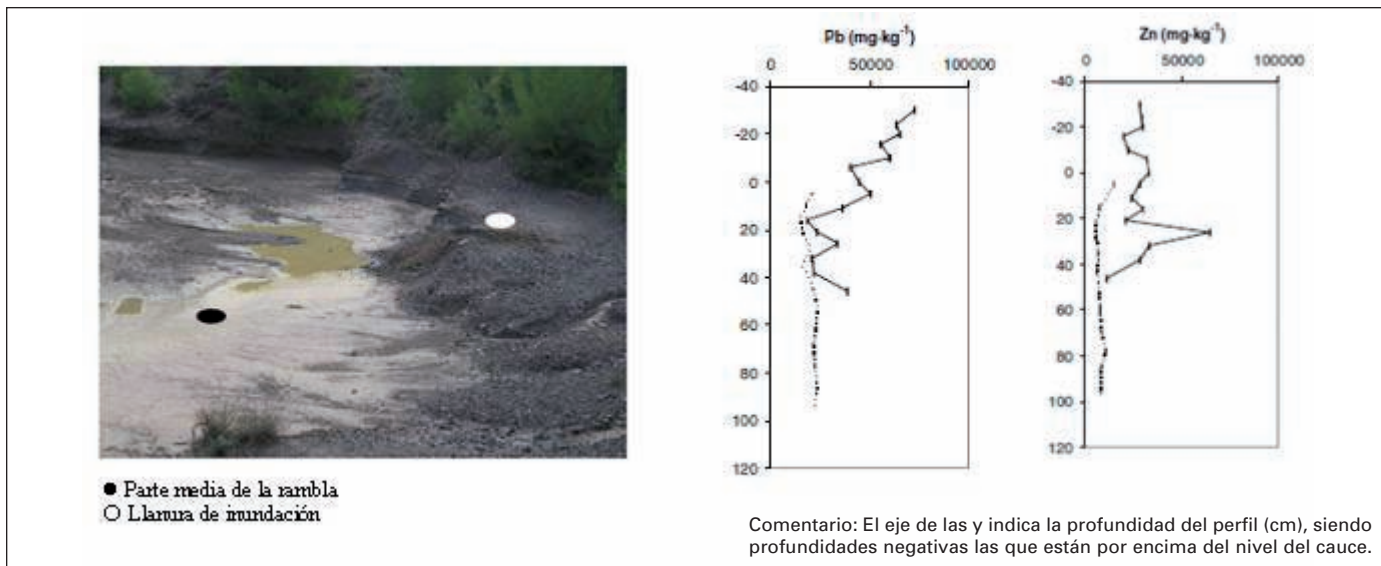 ● Parte media de la rambla
○ Llanura de inundación
Pb (mg·kg⁻¹)
0 50000 100000
-40
-20
0
20
40
60
80
100
120
Zn (mg·kg⁻¹)
0 50000 100000
-40
-20
0
20
40
60
80
100
120
Comentario: El eje de las y indica la profundidad del perfil (cm), siendo
profundidades negativas las que están por encima del nivel del cauce.